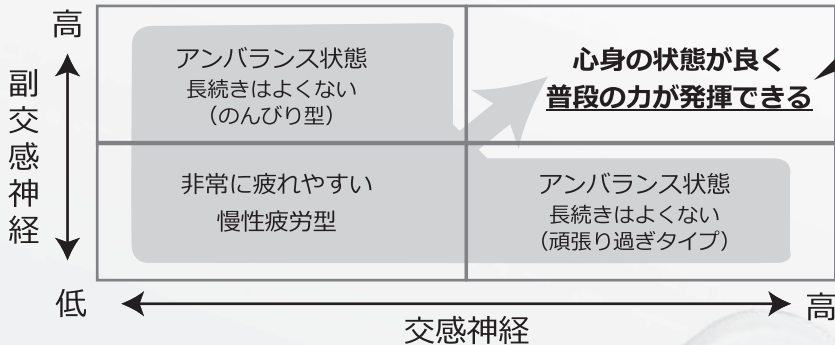 高
副交感神経
低
アンバランス状態
長続きはよくない
（のんびり型）
心身の状態が良く
普段の力が発揮できる
非常に疲れやすい
慢性疲労型
アンバランス状態
長続きはよくない
（頑張り過ぎタイプ）
高
交感神経